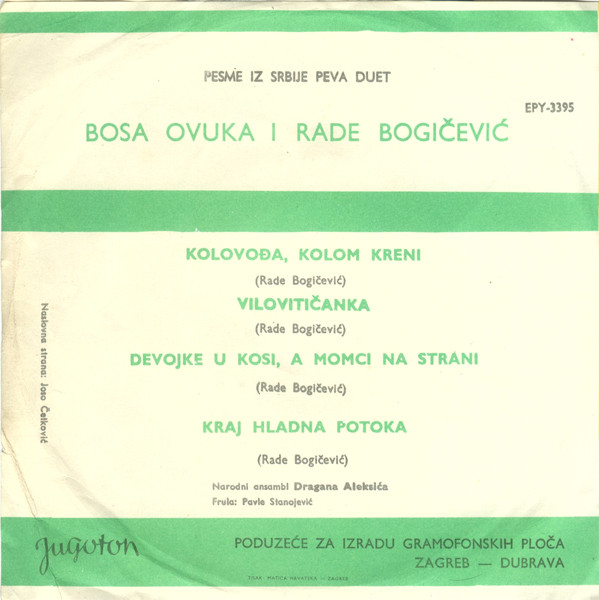 PESME IZ SRBIJE PEVA DUET
EPY-3395
BOSA OVUKA I RADE BOGIČEVIĆ
KOLOVOĐA, KOLOM KRENI
(Rade Bogičević)
VILOVITIČANKA
(Rade Bogičević)
DEVOJKE U KOSI, A MOMCI NA STRANI
(Rade Bogičević)
KRAJ HLADNA POTOKA
(Rade Bogičević)
Narodni ansambl Dragana Aleksića
Frula: Pavle Stanojević
Naslovna strana: Joso Čelković
Jugoton
PODUZEĆE ZA IZRADU GRAMOFONSKIH PLOČA
ZAGREB — DUBRAVA
TISAK MATICA HRVATSKE — ZAGREB